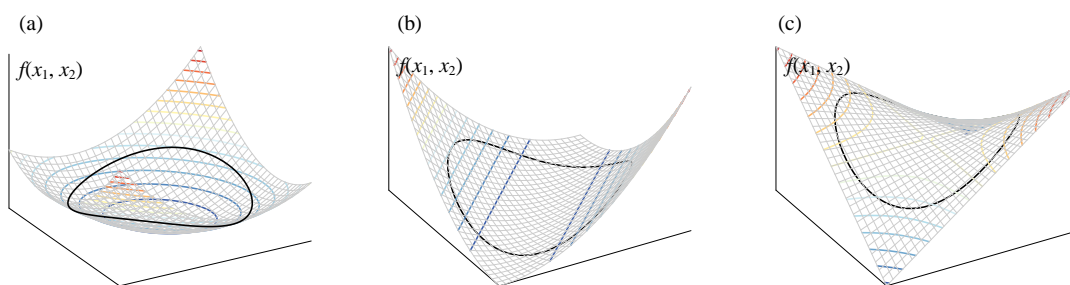 (a)
f(x₁, x₂)
(b)
f(x₁, x₂)
(c)
f(x₁, x₂)